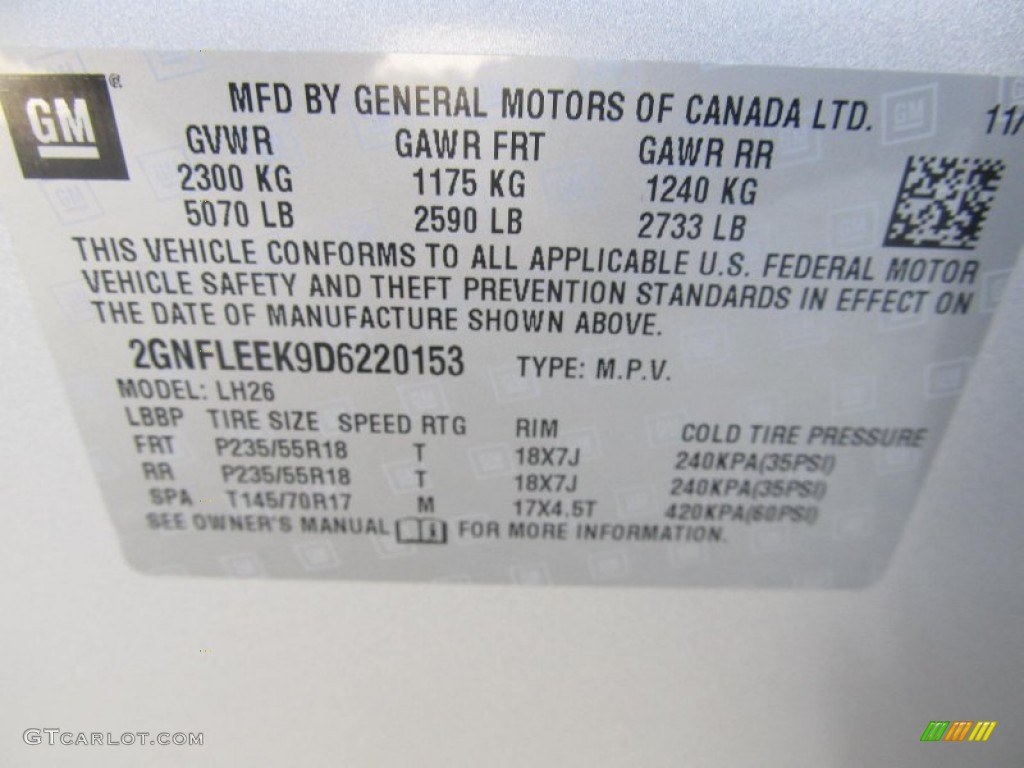 GM
MFD BY GENERAL MOTORS OF CANADA LTD. 11/
GVWR GAWR FRT GAWR RR
2300 KG 1175 KG 1240 KG
5070 LB 2590 LB 2733 LB
THIS VEHICLE CONFORMS TO ALL APPLICABLE U.S. FEDERAL MOTOR
VEHICLE SAFETY AND THEFT PREVENTION STANDARDS IN EFFECT ON
THE DATE OF MANUFACTURE SHOWN ABOVE.
2GNFLEEK9D6220153 TYPE: M.P.V.
MODEL: LH26
LBBP TIRE SIZE SPEED RTG RIM COLD TIRE PRESSURE
FRT P235/55R18 T 18X7J 240KPA(35PSI)
RR P235/55R18 T 18X7J 240KPA(35PSI)
SPA T145/70R17 M 17X4.5T 420KPA(60PSI)
SEE OWNER'S MANUAL FOR MORE INFORMATION.
GTCARLOT.COM